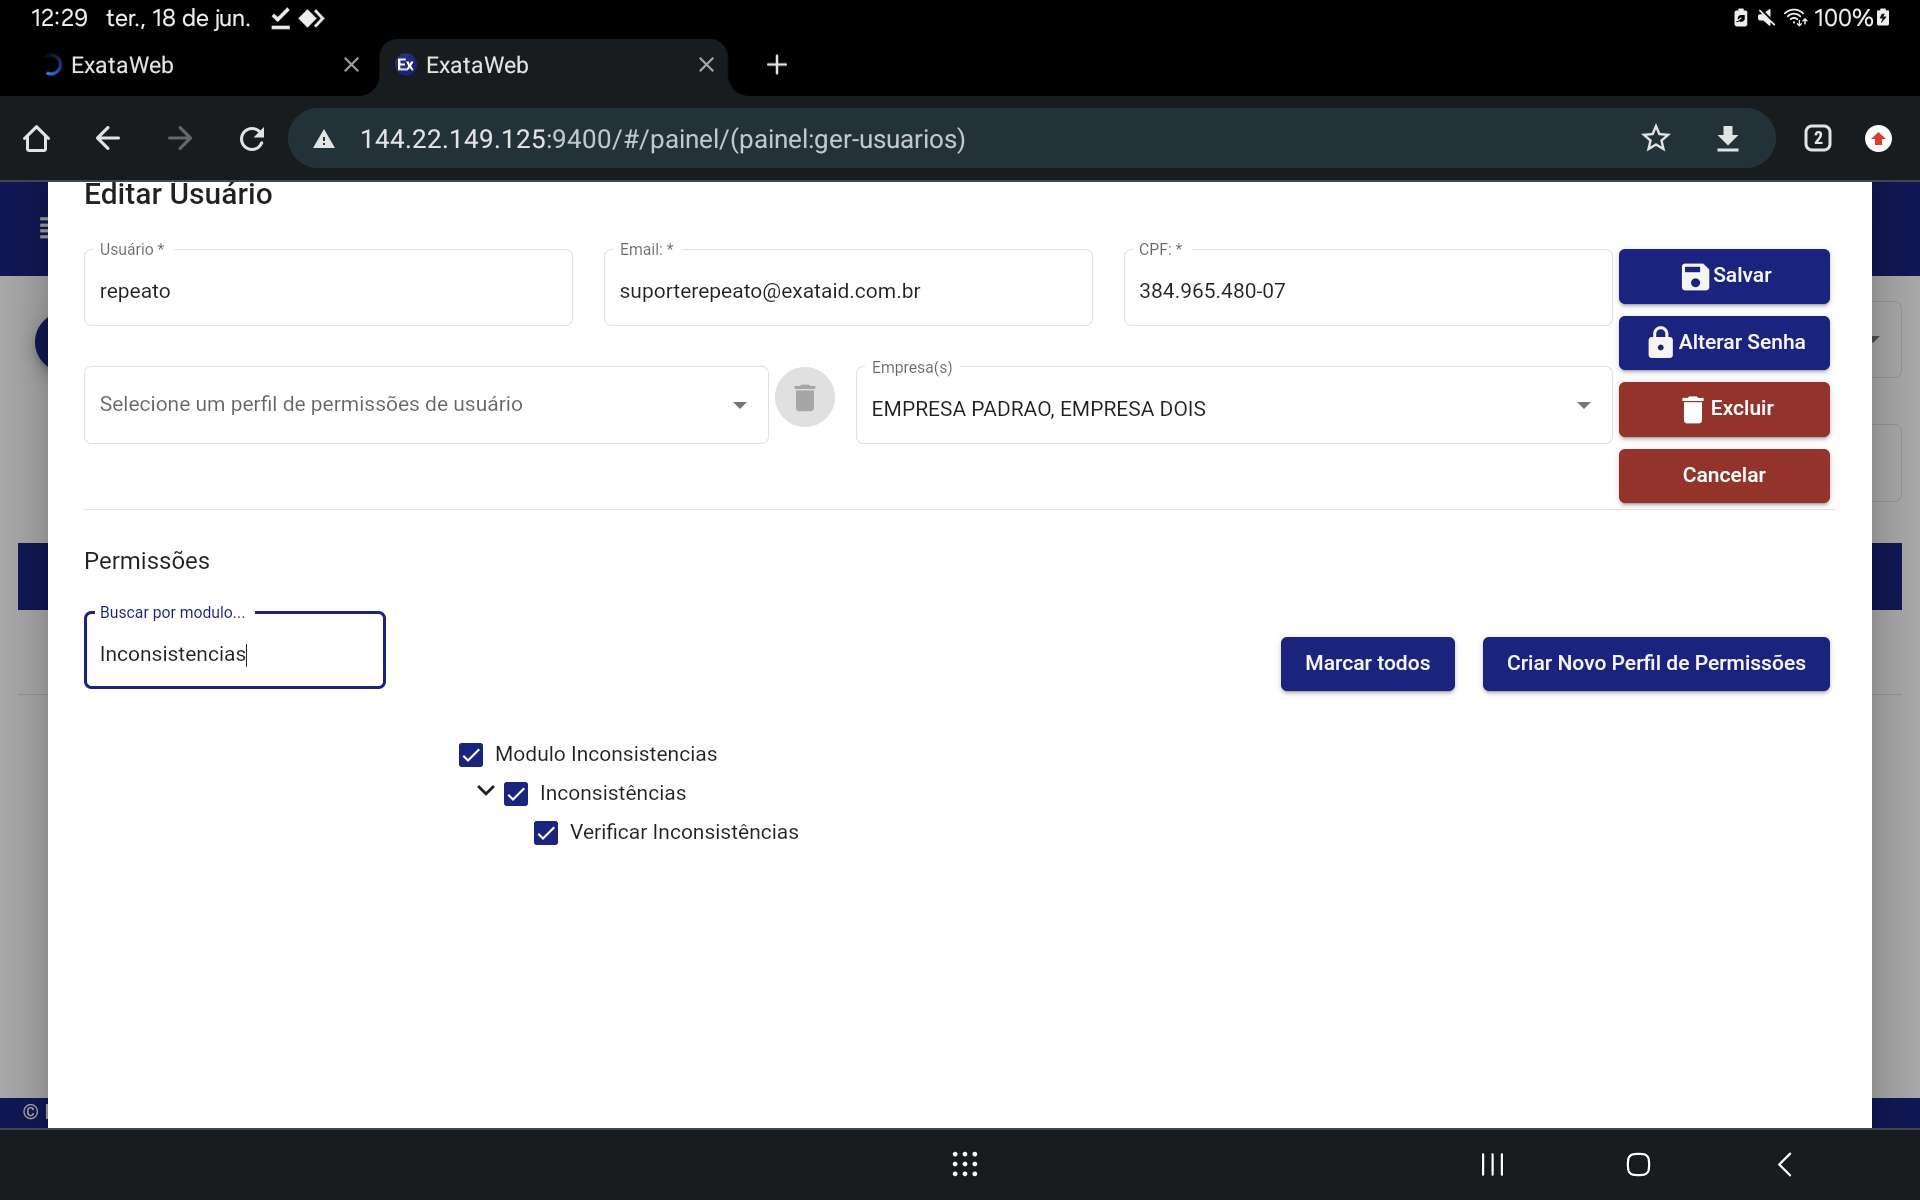 12:29 ter., 18 de jun. 100%
ExataWeb Ex ExataWeb
144.22.149.125:9400/#/painel/(painel:ger-usuarios) 2
Editar Usuário
Usuário * Email: * CPF: *
repeato suporterepeato@exataid.com.br 384.965.480-07
Salvar
Alterar Senha
Empresa(s)
Selecione um perfil de permissões de usuário EMPRESA PADRAO, EMPRESA DOIS
Excluir
Cancelar
Permissões
Buscar por modulo...
Inconsistencias
Marcar todos Criar Novo Perfil de Permissões
Modulo Inconsistencias
Inconsistências
Verificar Inconsistências
©